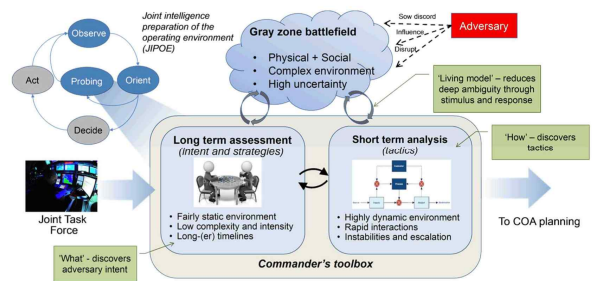 Joint intelligence
preparation of the
operating environment
(JIPOE)
Observe
Act
Probing
Orient
Decide
Gray zone battlefield
• Physical + Social
• Complex environment
• High uncertainty
Sow discord
Influence
Disrupt
Adversary
'Living model' – reduces
deep ambiguity through
stimulus and response
'How' – discovers
tactics
Long term assessment
(Intent and strategies)
• Fairly static environment
• Low complexity and intensity
• Long-(er) timelines
Short term analysis
(tactics)
• Highly dynamic environment
• Rapid interactions
• Instabilities and escalation
Joint Task
Force
To COA planning
'What' - discovers
adversary intent
Commander's toolbox